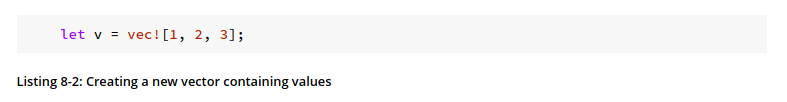 let v = vec![1, 2, 3];
Listing 8-2: Creating a new vector containing values